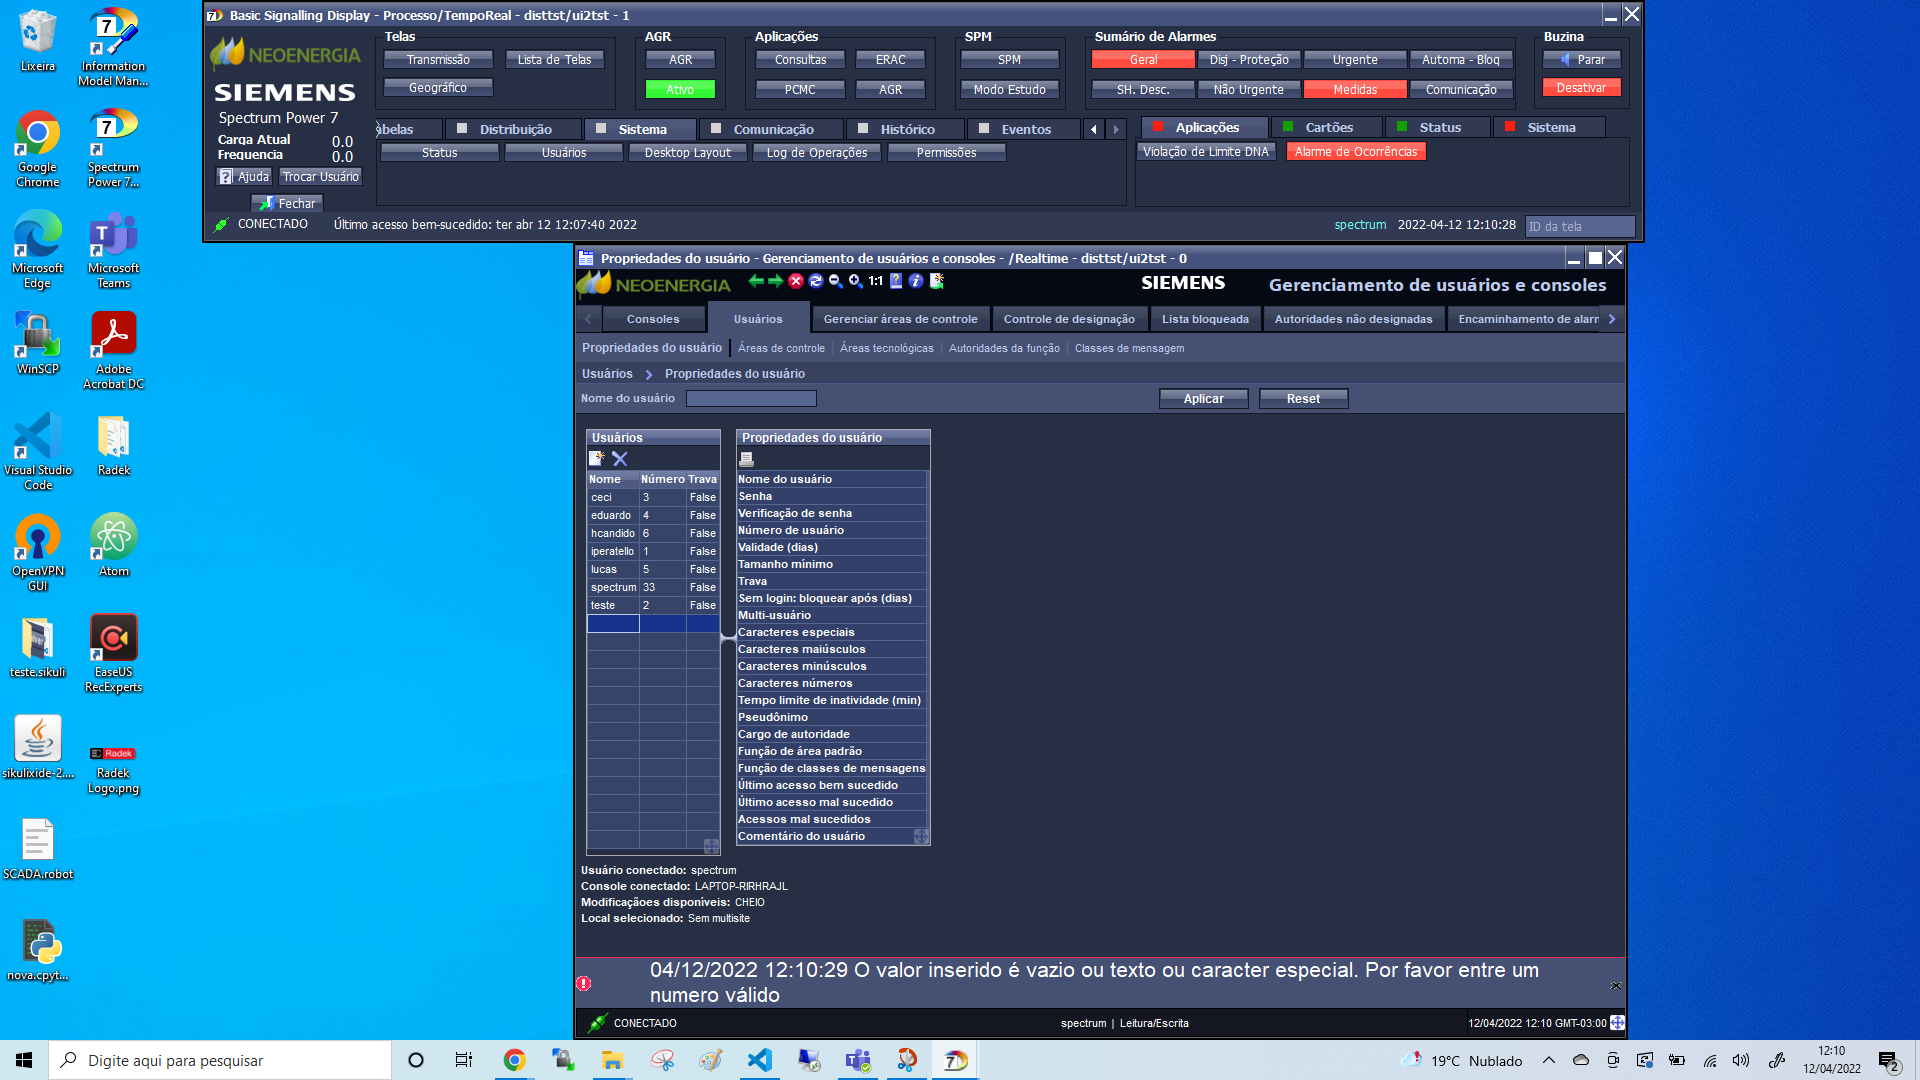 Lixeira
Information
Model Man...
Google
Chrome
Spectrum
Power 7...
Microsoft
Edge
Microsoft
Teams
WinSCP
Adobe
Acrobat DC
Visual Studio
Code
Radek
OpenVPN
GUI
Atom
teste.sikuli
EaseUS
RecExperts
sikulixide-2....
Radek
Radek
Logo.png
SCADA.robot
nova.cpyt...
Basic Signalling Display - Processo/TempoReal - disttst/ui2tst - 1
NEOENERGIA
SIEMENS
Spectrum Power 7
Carga Atual 0.0
Frequencia 0.0
Ajuda Trocar Usuário
Fechar
Telas
Transmissão Lista de Telas
Geográfico
AGR
AGR
Ativo
Aplicações
Consultas ERAC
PCMC AGR
SPM
SPM
Modo Estudo
Sumário de Alarmes
Geral Disj - Proteção Urgente Automa - Bloq
SH. Desc. Não Urgente Medidas Comunicação
Buzina
Parar
Desativar
abelas Distribuição Sistema Comunicação Histórico Eventos
Status Usuários Desktop Layout Log de Operações Permissões
Aplicações Cartões Status Sistema
Violação de Limite DNA Alarme de Ocorrências
CONECTADO Último acesso bem-sucedido: ter abr 12 12:07:40 2022 spectrum 2022-04-12 12:10:28 ID da tela
Propriedades do usuário - Gerenciamento de usuários e consoles - /Realtime - disttst/ui2tst - 0
NEOENERGIA 1:1 SIEMENS Gerenciamento de usuários e consoles
Consoles Usuários Gerenciar áreas de controle Controle de designação Lista bloqueada Autoridades não designadas Encaminhamento de alarr
Propriedades do usuário Áreas de controle Áreas tecnológicas Autoridades da função Classes de mensagem
Usuários Propriedades do usuário
Nome do usuário Aplicar Reset
Usuários
Nome Número Trava
ceci 3 False
eduardo 4 False
hcandido 6 False
iperatello 1 False
lucas 5 False
spectrum 33 False
teste 2 False
Propriedades do usuário
Nome do usuário
Senha
Verificação de senha
Número de usuário
Validade (dias)
Tamanho mínimo
Trava
Sem login: bloquear após (dias)
Multi-usuário
Caracteres especiais
Caracteres maiúsculos
Caracteres minúsculos
Caracteres números
Tempo limite de inatividade (min)
Pseudônimo
Cargo de autoridade
Função de área padrão
Função de classes de mensagens
Último acesso bem sucedido
Último acesso mal sucedido
Acessos mal sucedidos
Comentário do usuário
Usuário conectado: spectrum
Console conectado: LAPTOP-RIRHRAJL
Modificaçãoes disponíveis: CHEIO
Local selecionado: Sem multisite
04/12/2022 12:10:29 O valor inserido é vazio ou texto ou caracter especial. Por favor entre um
numero válido
CONECTADO spectrum | Leitura/Escrita 12/04/2022 12:10 GMT-03:00
Digite aqui para pesquisar
19°C Nublado
12:10
12/04/2022
2